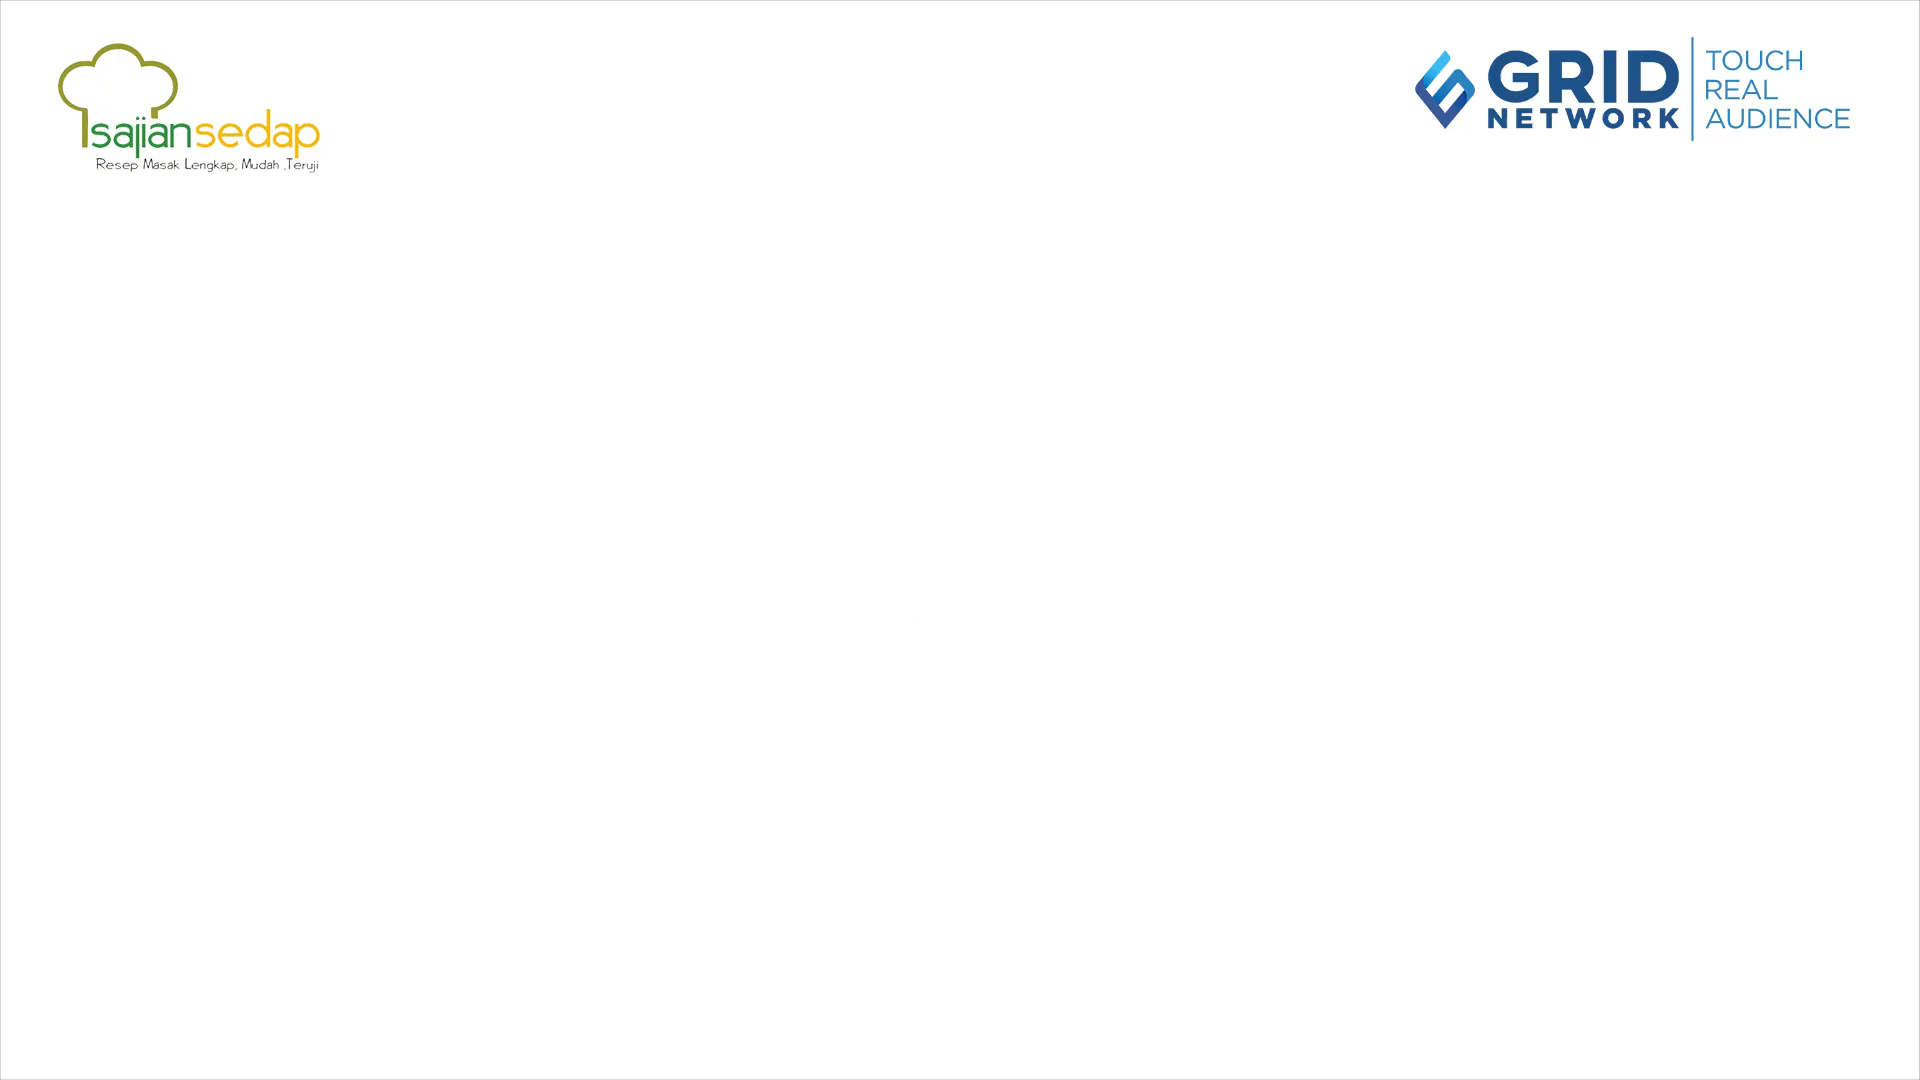 sajiansedap
Resep Masak Lengkap, Mudah ,Teruji
GRID
NETWORK
TOUCH
REAL
AUDIENCE